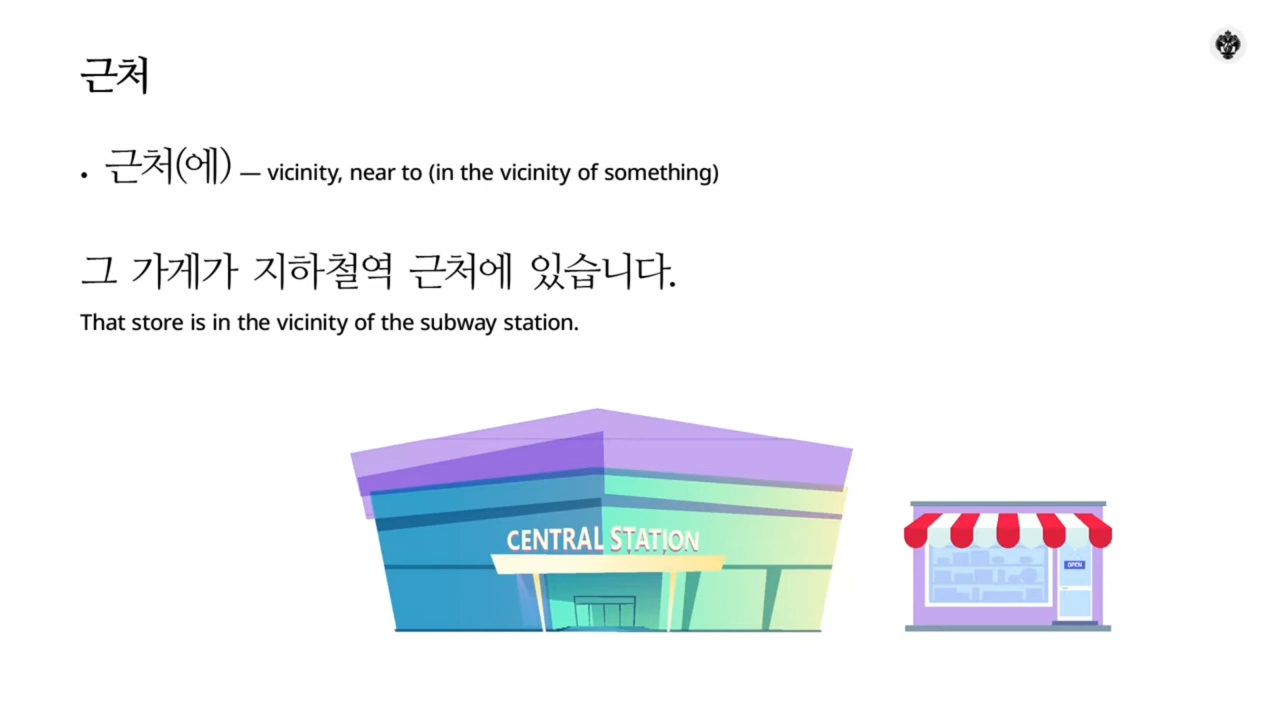 근처
• 근처(에) — vicinity, near to (in the vicinity of something)
그 가게가 지하철역 근처에 있습니다.
That store is in the vicinity of the subway station.
CENTRAL STATION
OPEN